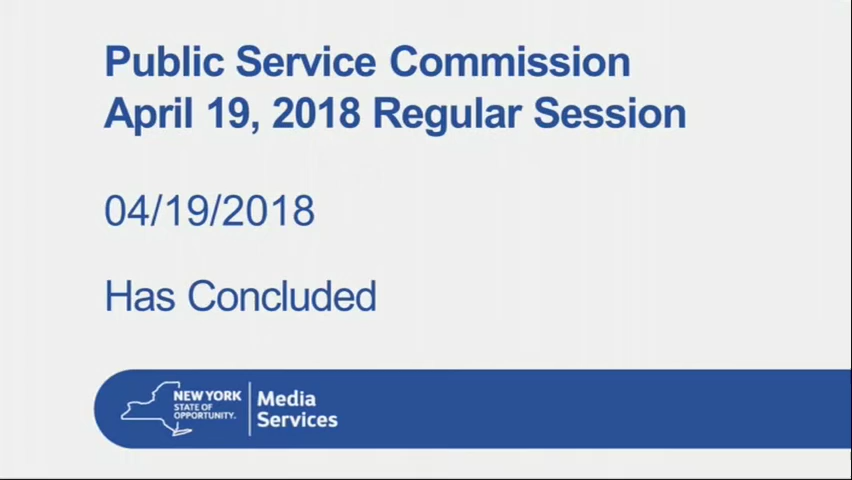 Public Service Commission
April 19, 2018 Regular Session
04/19/2018
Has Concluded
NEW YORK
STATE OF
OPPORTUNITY.
Media
Services